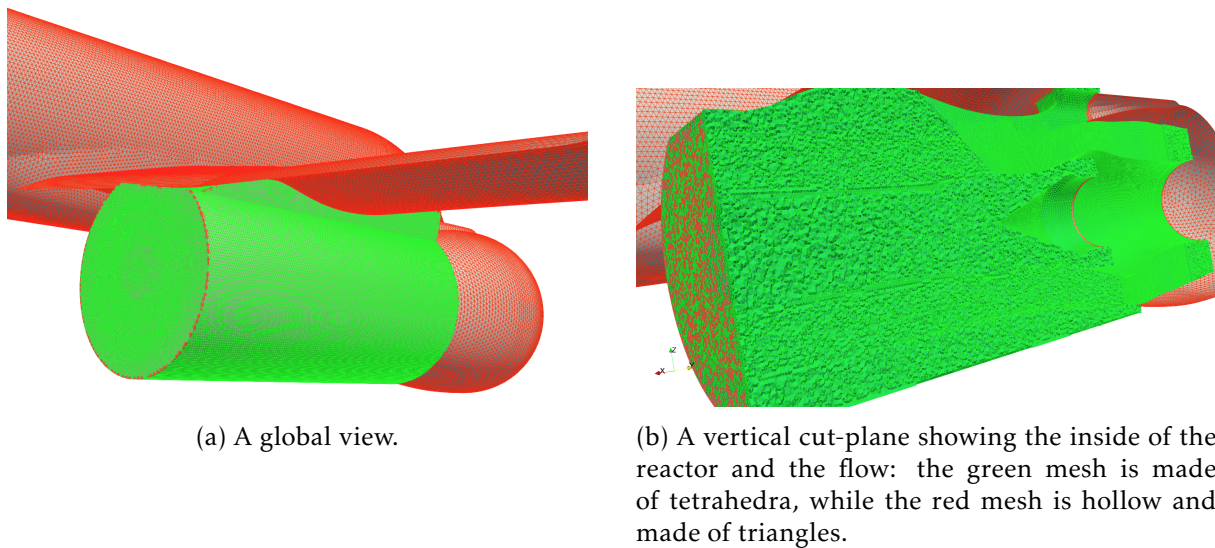 Z
X
Y
(a) A global view.
(b) A vertical cut-plane showing the inside of the
reactor and the flow: the green mesh is made
of tetrahedra, while the red mesh is hollow and
made of triangles.